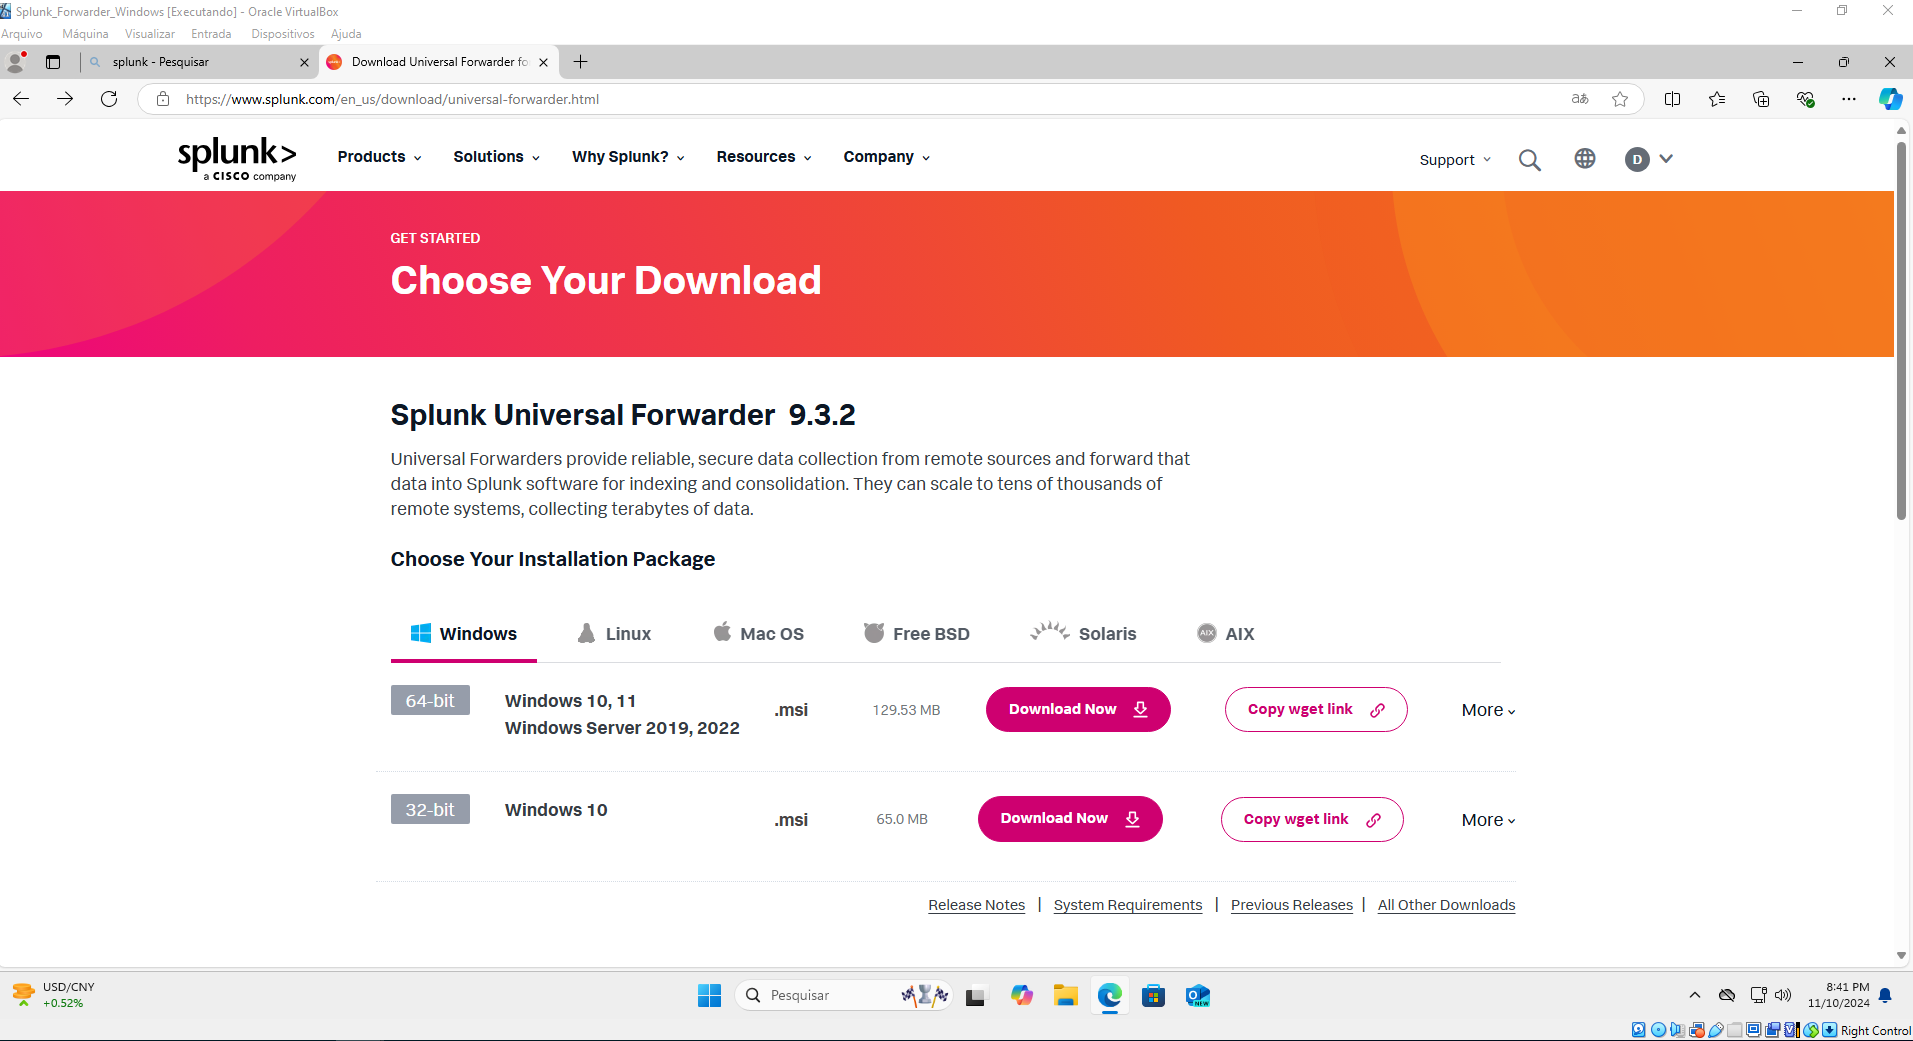 Splunk_Forwarder_Windows [Executando] - Oracle VirtualBox
Arquivo Máquina Visualizar Entrada Dispositivos Ajuda
splunk - Pesquisar
Download Universal Forwarder fo
https://www.splunk.com/en_us/download/universal-forwarder.html
splunk>
a CISCO company
Products Solutions Why Splunk? Resources Company
Support
D
GET STARTED
Choose Your Download
Splunk Universal Forwarder 9.3.2
Universal Forwarders provide reliable, secure data collection from remote sources and forward that
data into Splunk software for indexing and consolidation. They can scale to tens of thousands of
remote systems, collecting terabytes of data.
Choose Your Installation Package
Windows Linux Mac OS Free BSD Solaris AIX AIX
64-bit
Windows 10, 11
Windows Server 2019, 2022
.msi 129.53 MB Download Now Copy wget link More
32-bit
Windows 10
.msi 65.0 MB Download Now Copy wget link More
Release Notes | System Requirements | Previous Releases | All Other Downloads
USD/CNY
+0.52%
Pesquisar
NEW
8:41 PM
11/10/2024
Right Control